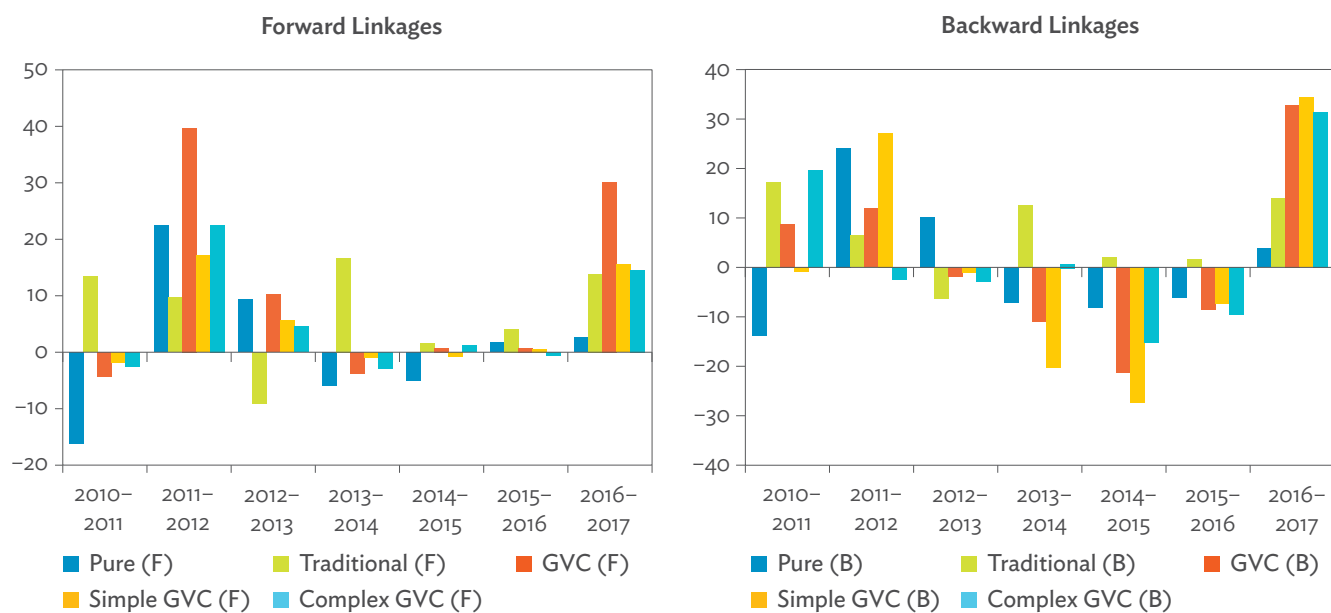 Forward Linkages
50
40
30
20
10
0
–10
–20
2010– 2011– 2012– 2013– 2014– 2015– 2016–
2011 2012 2013 2014 2015 2016 2017
Pure (F) Traditional (F) GVC (F)
Simple GVC (F) Complex GVC (F)
Backward Linkages
40
30
20
10
0
–10
–20
–30
–40
2010– 2011– 2012– 2013– 2014– 2015– 2016–
2011 2012 2013 2014 2015 2016 2017
Pure (B) Traditional (B) GVC (B)
Simple GVC (B) Complex GVC (B)